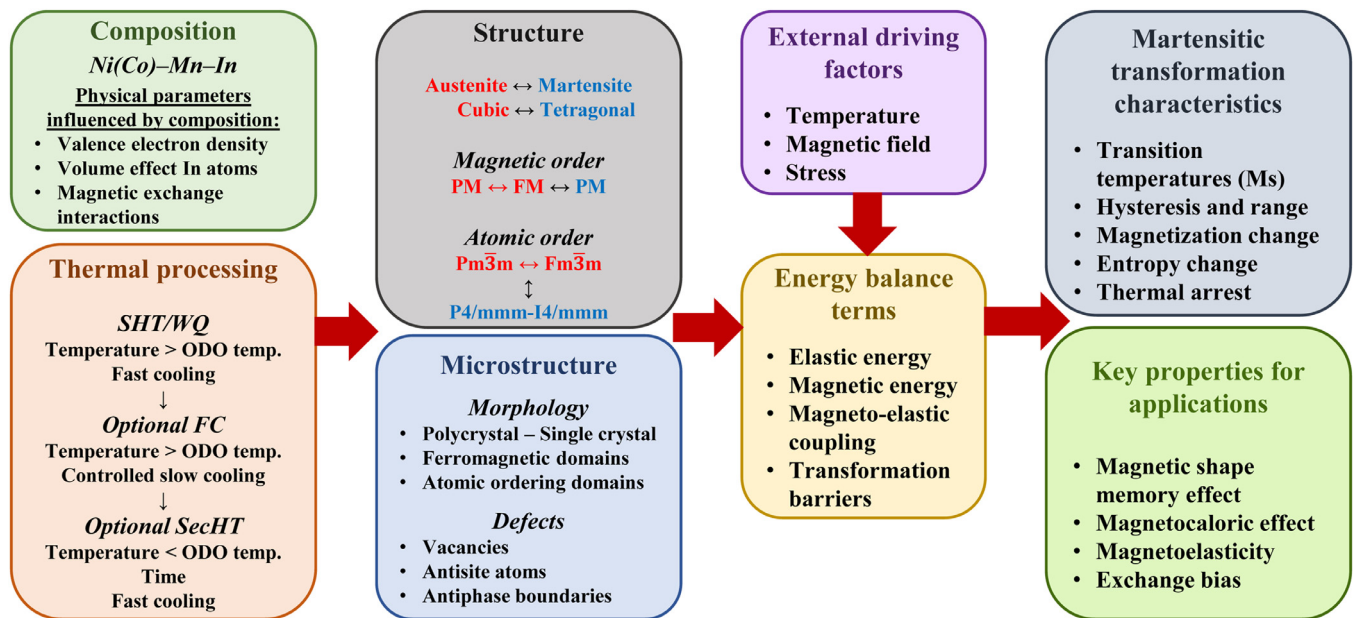 Composition
Ni(Co)–Mn–In
Physical parameters
influenced by composition:
• Valence electron density
• Volume effect In atoms
• Magnetic exchange
interactions
Thermal processing
SHT/WQ
Temperature > ODO temp.
Fast cooling
↓
Optional FC
Temperature > ODO temp.
Controlled slow cooling
↓
Optional SecHT
Temperature < ODO temp.
Time
Fast cooling
Structure
Austenite ↔ Martensite
Cubic ↔ Tetragonal
Magnetic order
PM ↔ FM ↔ PM
Atomic order
Pm3̅m ↔ Fm3̅m
↕
P4/mmm-I4/mmm
Microstructure
Morphology
• Polycrystal – Single crystal
• Ferromagnetic domains
• Atomic ordering domains
Defects
• Vacancies
• Antisite atoms
• Antiphase boundaries
External driving
factors
• Temperature
• Magnetic field
• Stress
Energy balance
terms
• Elastic energy
• Magnetic energy
• Magneto-elastic
coupling
• Transformation
barriers
Martensitic
transformation
characteristics
• Transition
temperatures (Ms)
• Hysteresis and range
• Magnetization change
• Entropy change
• Thermal arrest
Key properties for
applications
• Magnetic shape
memory effect
• Magnetocaloric effect
• Magnetoelasticity
• Exchange bias